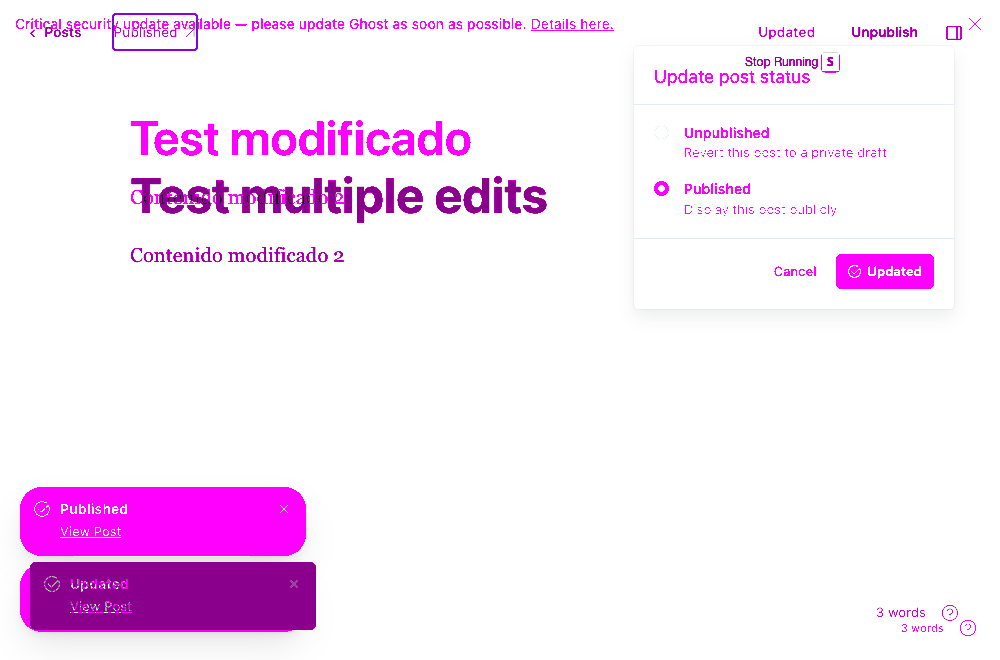 Critical security update available — please update Ghost as soon as possible. Details here.
Posts
Published
Updated
Unpublish
Stop Running S
Update post status
Unpublished
Revert this post to a private draft
Published
Display this post publicly
Cancel
Updated
Test modificado
Contenido modificado 2
Test multiple edits
Contenido modificado 2
Published
View Post
Updated
View Post
3 words
3 words